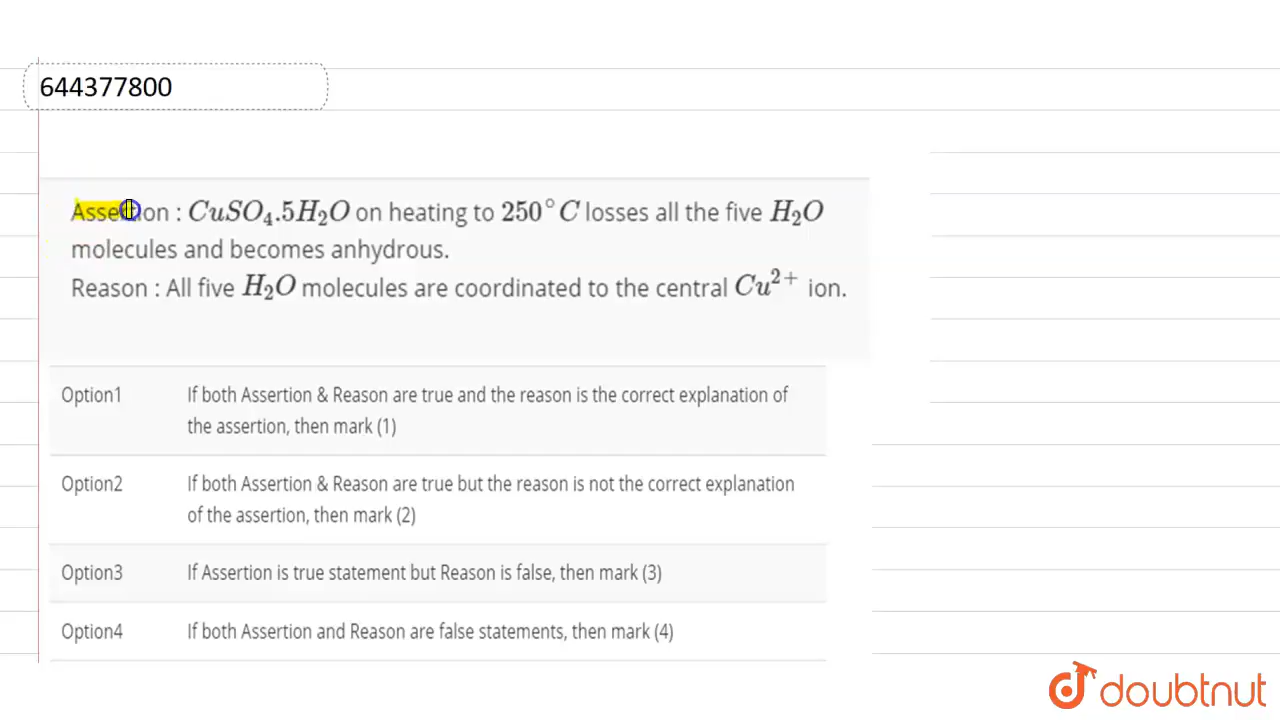 644377800
Assertion : CuSO₄.5H₂O on heating to 250°C losses all the five H₂O
molecules and becomes anhydrous.
Reason : All five H₂O molecules are coordinated to the central Cu²⁺ ion.
Option1 If both Assertion & Reason are true and the reason is the correct explanation of
the assertion, then mark (1)
Option2 If both Assertion & Reason are true but the reason is not the correct explanation
of the assertion, then mark (2)
Option3 If Assertion is true statement but Reason is false, then mark (3)
Option4 If both Assertion and Reason are false statements, then mark (4)
doubtnut